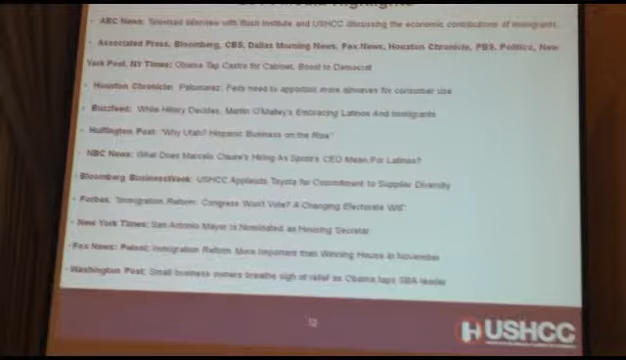 Media Highlights
- ABC News: Televised interview with Bush Institute and USHCC discussing the economic contributions of immigrants.
- Associated Press, Bloomberg, CBS, Dallas Morning News, Fox News, Houston Chronicle, PBS, Politico, New
York Post, NY Times: Obama Tap Castro for Cabinet, Boost to Democrat
- Houston Chronicle: Palomarez: Feds need to apportion more airwaves for consumer use
- Buzzfeed: While Hillary Decides, Martin O'Malley's Embracing Latinos And Immigrants
- Huffington Post: "Why Utah? Hispanic Business on the Rise"
- NBC News: What Does Marcelo Claure's Hiring As Sprint's CEO Mean For Latinos?
- Bloomberg BusinessWeek: USHCC Applauds Toyota for Commitment to Supplier Diversity
- Forbes: "Immigration Reform: Congress Won't Vote? A Changing Electorate Will"
- New York Times: San Antonio Mayor is Nominated as Housing Secretary
- Fox News: Immigration Reform More Important than Winning House in November
- Washington Post: Small business owners breathe sigh of relief as Obama taps SBA leader
12
USHCC